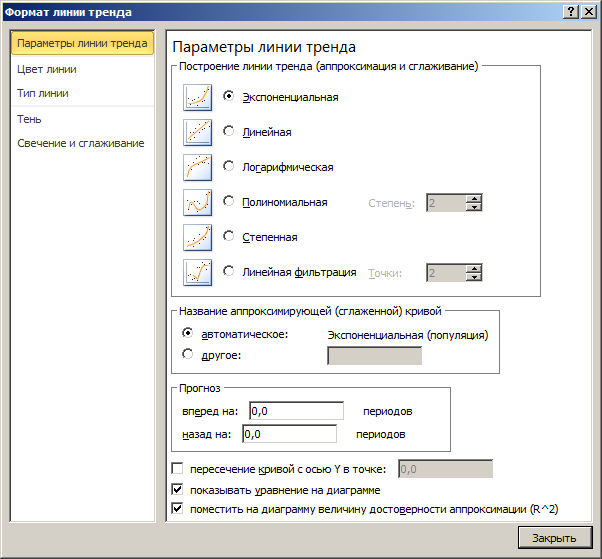 Формат линии тренда
Параметры линии тренда
Цвет линии
Тип линии
Тень
Свечение и сглаживание
Параметры линии тренда
Построение линии тренда (аппроксимация и сглаживание)
Экспоненциальная
Линейная
Логарифмическая
Полиномиальная Степень: 2
Степенная
Линейная фильтрация Точки: 2
Название аппроксимирующей (сглаженной) кривой
автоматическое: Экспоненциальная (популяция)
другое:
Прогноз
вперед на: 0,0 периодов
назад на: 0,0 периодов
пересечение кривой с осью Y в точке: 0,0
показывать уравнение на диаграмме
поместить на диаграмму величину достоверности аппроксимации (R^2)
Закрыть